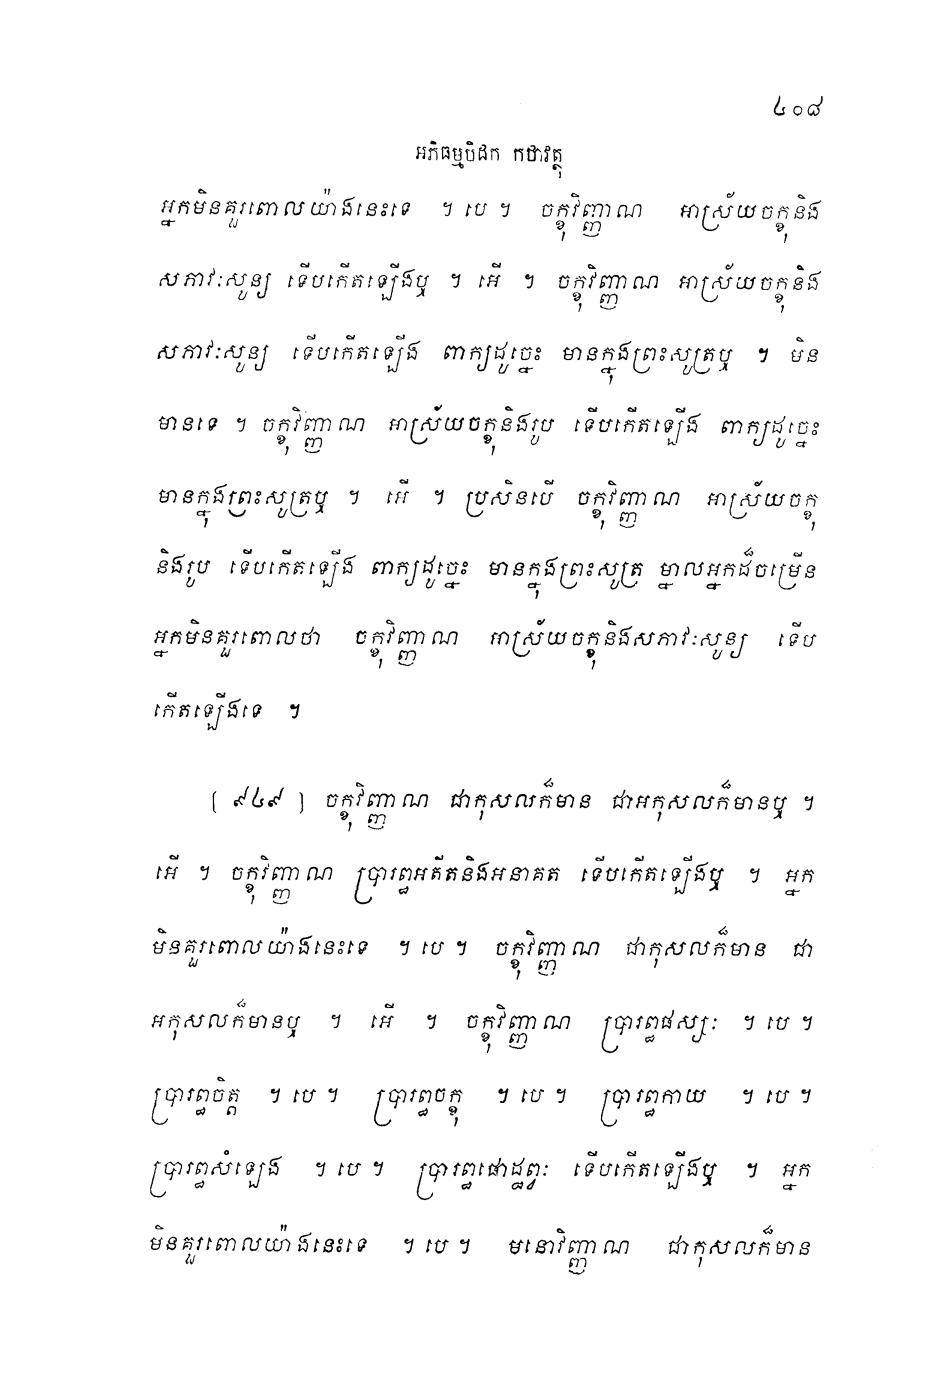 ៤០៨
អភិធម្មបិដក កថាវត្ថុ
អ្នកមិនគួរពោលយ៉ាងនេះទេ ។ បេ ។ ចក្ខុវិញ្ញាណ អាស្រ័យចក្ខុនិង
សភាវៈសូន្យ ទើបកើតឡើងឬ ។ អើ ។ ចក្ខុវិញ្ញាណ អាស្រ័យចក្ខុនិង
សភាវៈសូន្យ ទើបកើតឡើង ពាក្យដូច្នេះ មានក្នុងព្រះសូត្រឬ ។ មិន
មានទេ ។ ចក្ខុវិញ្ញាណ អាស្រ័យចក្ខុនិងរូប ទើបកើតឡើង ពាក្យដូច្នេះ
មានក្នុងព្រះសូត្រឬ ។ អើ ។ ប្រសិនបើ ចក្ខុវិញ្ញាណ អាស្រ័យចក្ខុ
និងរូប ទើបកើតឡើង ពាក្យដូច្នេះ មានក្នុងព្រះសូត្រ ម្នាលអ្នកដ៏ចម្រើន
អ្នកមិនគួរពោលថា ចក្ខុវិញ្ញាណ អាស្រ័យចក្ខុនិងសភាវៈសូន្យ ទើប
កើតឡើងទេ ។
[ ៩៤៩ ] ចក្ខុវិញ្ញាណ ជាកុសលក៏មាន ជាអកុសលក៏មានឬ ។
អើ ។ ចក្ខុវិញ្ញាណ ប្រារព្ធអតីតនិងអនាគត ទើបកើតឡើងឬ ។ អ្នក
មិនគួរពោលយ៉ាងនេះទេ ។ បេ ។ ចក្ខុវិញ្ញាណ ជាកុសលក៏មាន ជា
អកុសលក៏មានឬ ។ អើ ។ ចក្ខុវិញ្ញាណ ប្រារព្ធផស្សៈ ។ បេ ។
ប្រារព្ធចិត្ត ។ បេ ។ ប្រារព្ធចក្ខុ ។ បេ ។ ប្រារព្ធកាយ ។ បេ ។
ប្រារព្ធសំឡេង ។ បេ ។ ប្រារព្ធផោដ្ឋព្វៈ ទើបកើតឡើងឬ ។ អ្នក
មិនគួរពោលយ៉ាងនេះទេ ។ បេ ។ មនោវិញ្ញាណ ជាកុសលក៏មាន